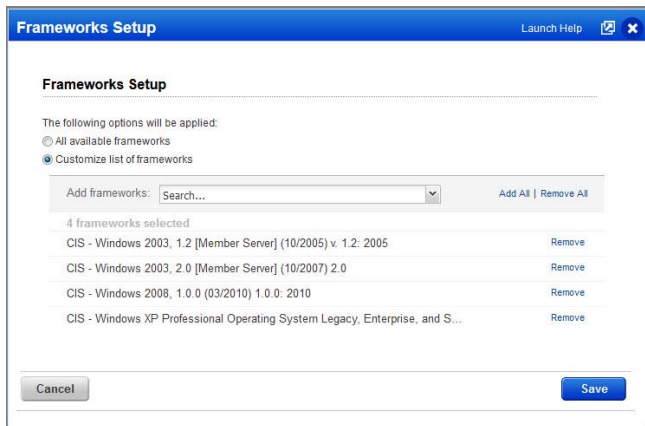 Frameworks Setup
Launch Help
Frameworks Setup
The following options will be applied:
All available frameworks
Customize list of frameworks
Add frameworks: Search... Add All | Remove All
4 frameworks selected
CIS - Windows 2003, 1.2 [Member Server] (10/2005) v. 1.2: 2005 Remove
CIS - Windows 2003, 2.0 [Member Server] (10/2007) 2.0 Remove
CIS - Windows 2008, 1.0.0 (03/2010) 1.0.0: 2010 Remove
CIS - Windows XP Professional Operating System Legacy, Enterprise, and S... Remove
Cancel Save